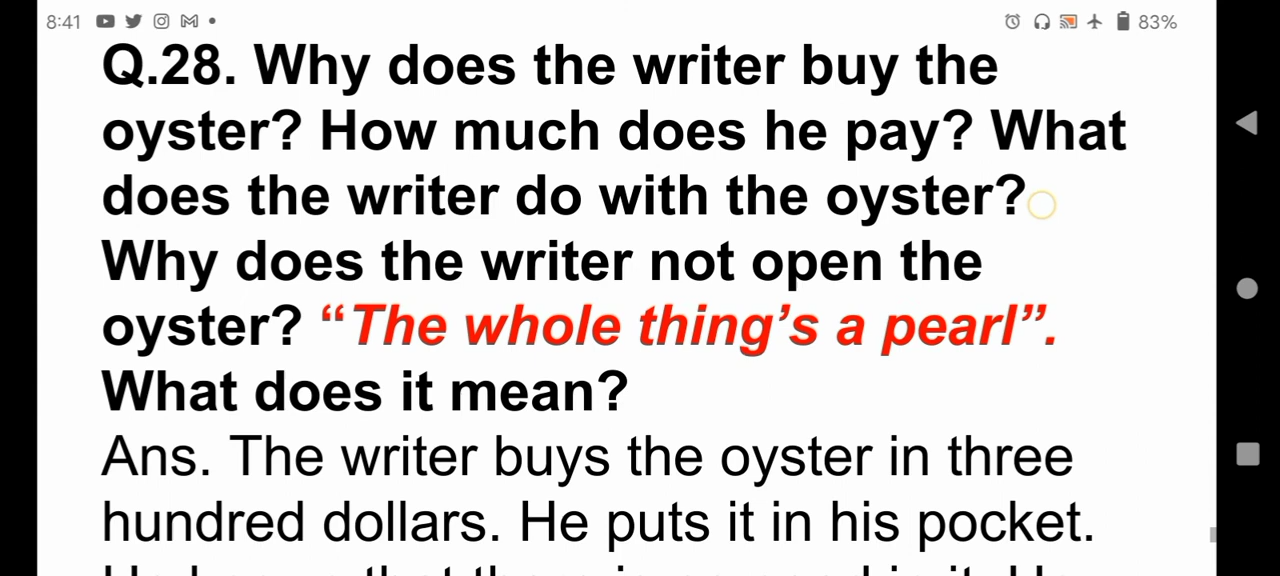 8:41 83%
Q.28. Why does the writer buy the
oyster? How much does he pay? What
does the writer do with the oyster?
Why does the writer not open the
oyster? “The whole thing’s a pearl”.
What does it mean?
Ans. The writer buys the oyster in three
hundred dollars. He puts it in his pocket.